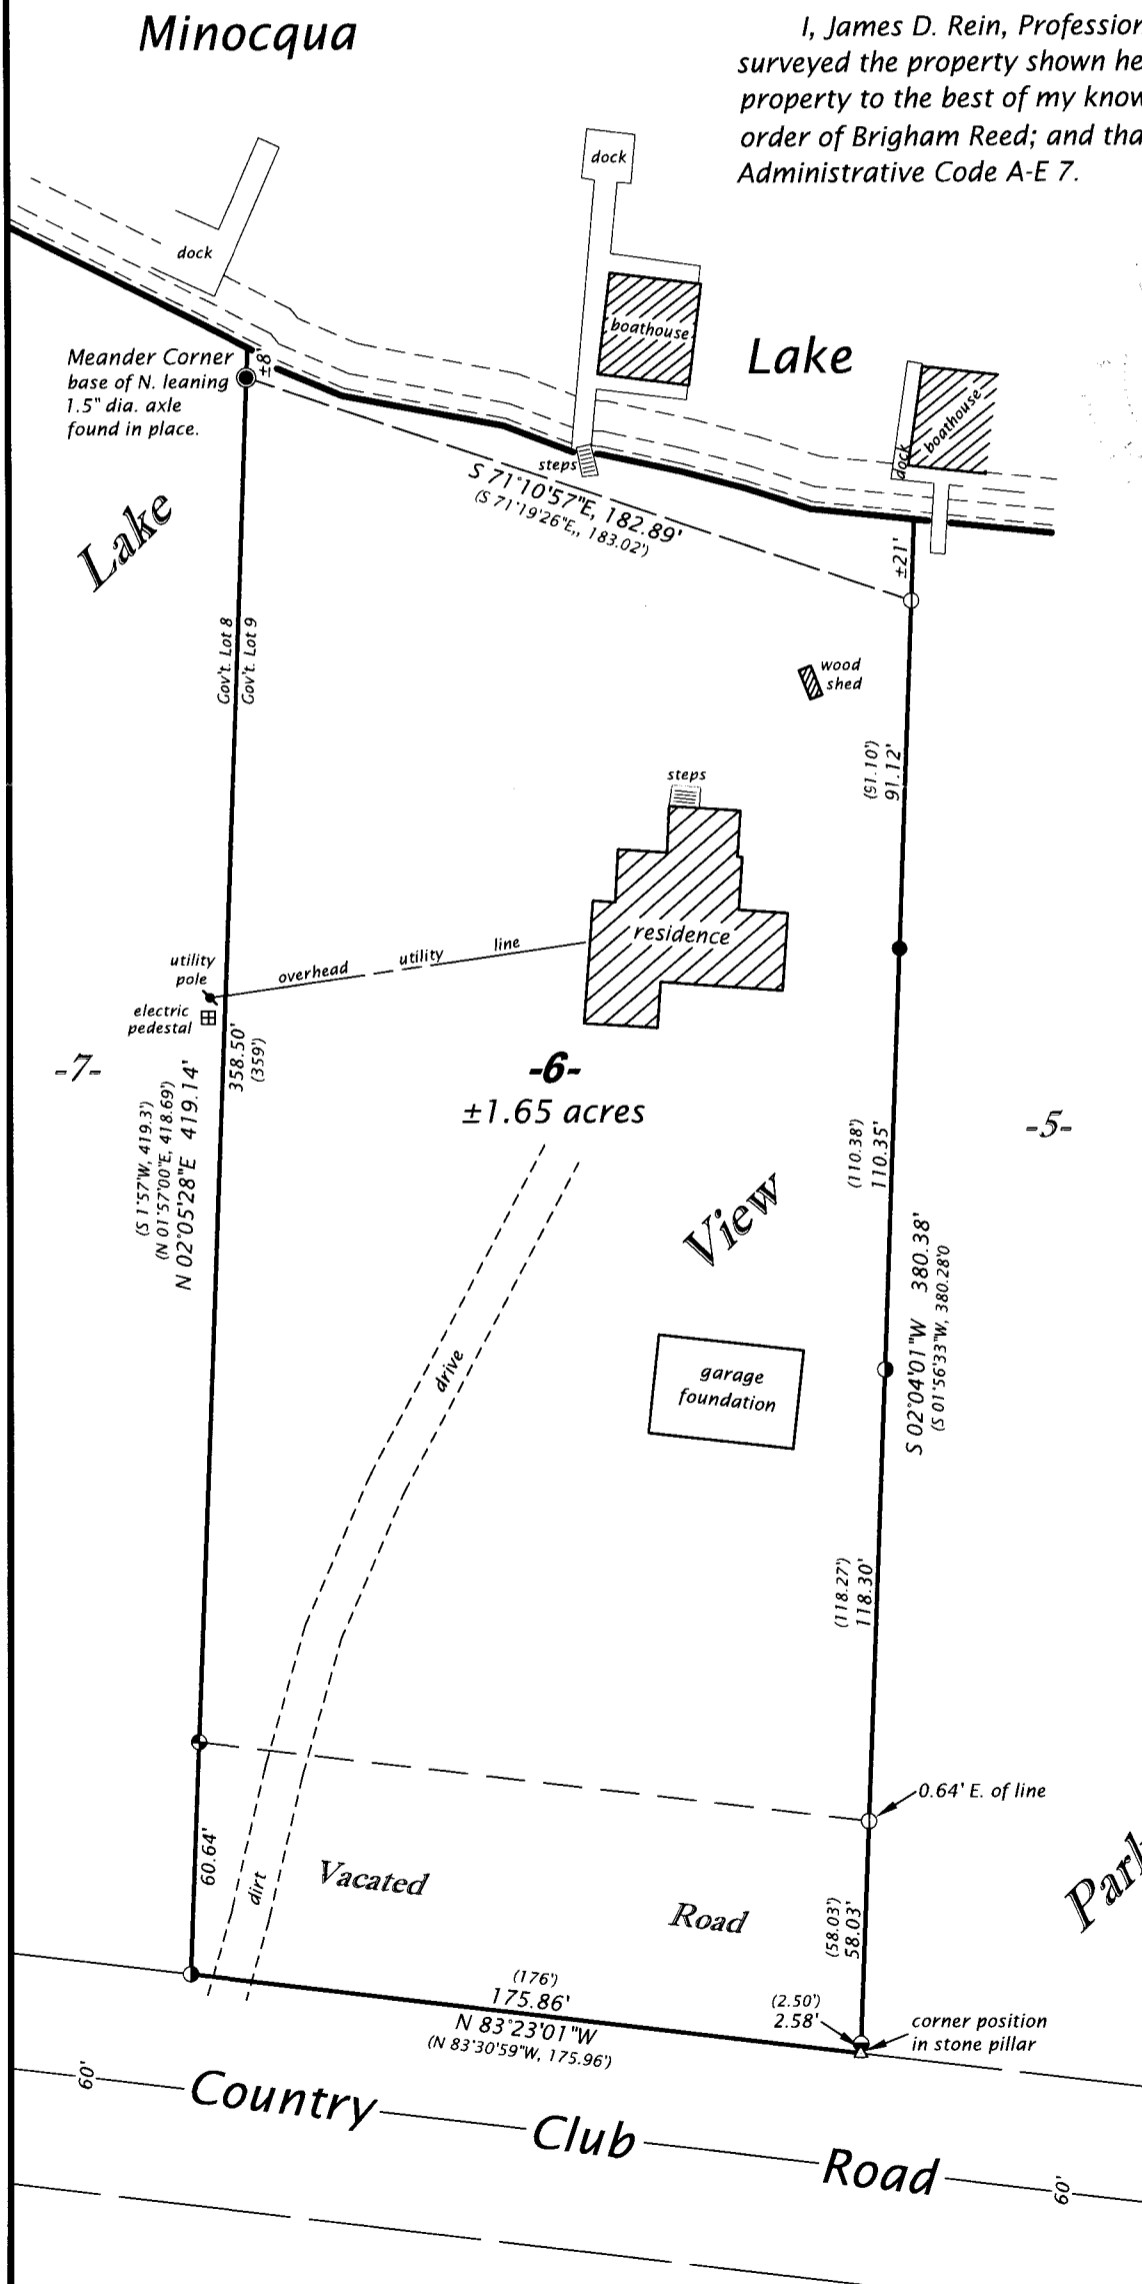 Minocqua
I, James D. Rein, Profession
surveyed the property shown he
property to the best of my know
order of Brigham Reed; and tha
Administrative Code A-E 7.
dock
dock
boathouse
Lake
boathouse
dock
Meander Corner
base of N. leaning
1.5" dia. axle
found in place.
±8'
steps
S 71°10'57"E, 182.89'
(S 71°19'26"E,, 183.02')
±21'
Lake
Gov't. Lot 8
Gov't. Lot 9
wood
shed
(91.10')
91.12'
steps
residence
overhead utility line
utility
pole
electric
pedestal
358.50'
(359')
-7-
-6-
±1.65 acres
-5-
(S 1°57'W, 419.3')
(N 01°57'00"E, 418.69')
N 02°05'28"E 419.14'
(110.38')
110.35'
View
S 02°04'01"W 380.38'
(S 01°56'33"W, 380.28'0
drive
garage
foundation
(118.27')
118.30'
0.64' E. of line
60.64'
dirt
Vacated
Road
(58.03')
58.03'
Park
(176')
175.86'
N 83°23'01"W
(N 83°30'59"W, 175.96')
(2.50')
2.58'
corner position
in stone pillar
60'
Country Club Road
60'